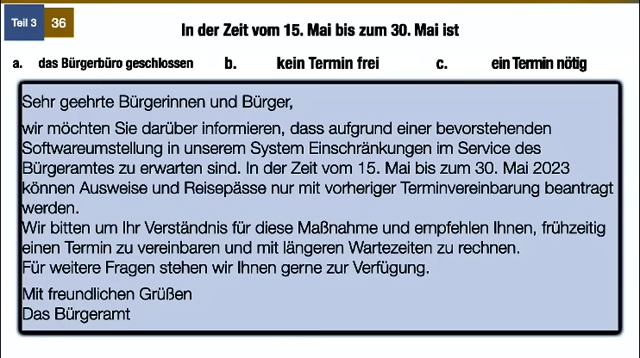 Teil 3 36
In der Zeit vom 15. Mai bis zum 30. Mai ist
a. das Bürgerbüro geschlossen b. kein Termin frei c. ein Termin nötig
Sehr geehrte Bürgerinnen und Bürger,
wir möchten Sie darüber informieren, dass aufgrund einer bevorstehenden
Softwareumstellung in unserem System Einschränkungen im Service des
Bürgeramtes zu erwarten sind. In der Zeit vom 15. Mai bis zum 30. Mai 2023
können Ausweise und Reisepässe nur mit vorheriger Terminvereinbarung beantragt
werden.
Wir bitten um Ihr Verständnis für diese Maßnahme und empfehlen Ihnen, frühzeitig
einen Termin zu vereinbaren und mit längeren Wartezeiten zu rechnen.
Für weitere Fragen stehen wir Ihnen gerne zur Verfügung.
Mit freundlichen Grüßen
Das Bürgeramt